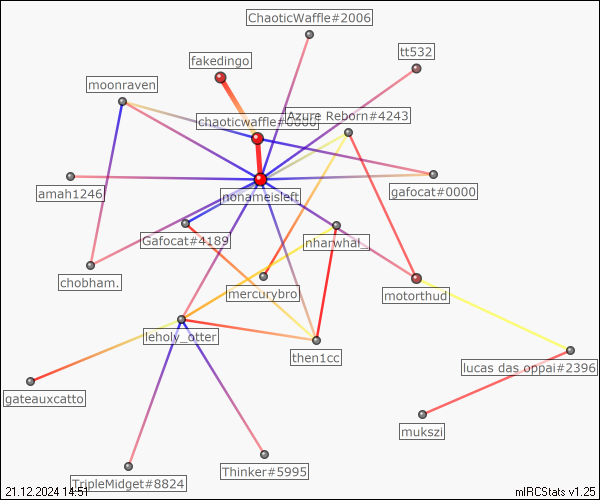 ChaoticWaffle#2006
tt532
fakedingo
moonraven
chaoticwaffle#0000
Azure Reborn#4243
amah1246
nonameisleft
gafocat#0000
Gafocat#4189
nharwhal_
chobham.
mercurybro
motorthud
leholy_otter
then1cc
lucas das oppai#2396
gateauxcatto
mukszi
TripleMidget#8824
Thinker#5995
21.12.2024 14:51
mIRCStats v1.25